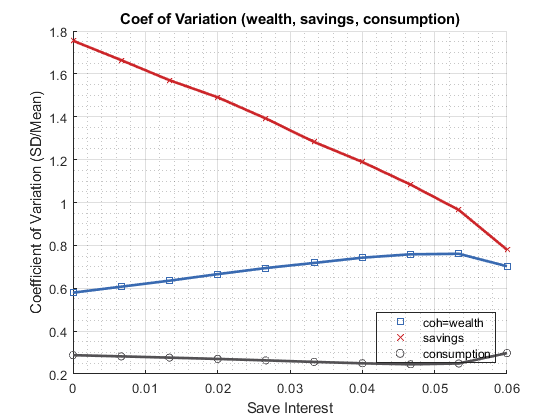 Coef of Variation (wealth, savings, consumption)
Coefficient of Variation (SD/Mean)
1.8
1.6
1.4
1.2
1
0.8
0.6
0.4
0.2
coh=wealth
savings
consumption
0 0.01 0.02 0.03 0.04 0.05 0.06
Save Interest